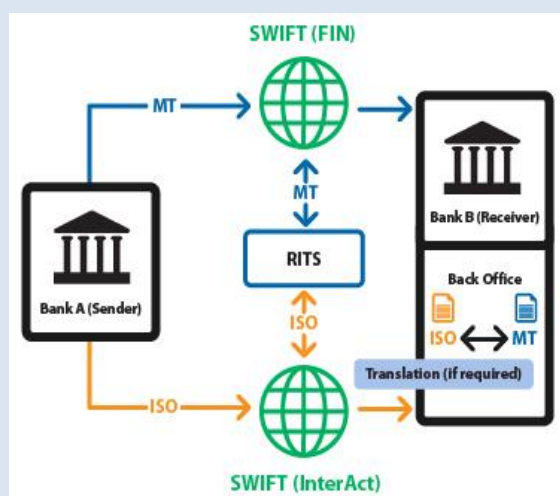 SWIFT (FIN)
MT
MT
Bank A (Sender)
RITS
Bank B (Receiver)
Back Office
ISO
MT
Translation (if required)
ISO
ISO
SWIFT (InterAct)